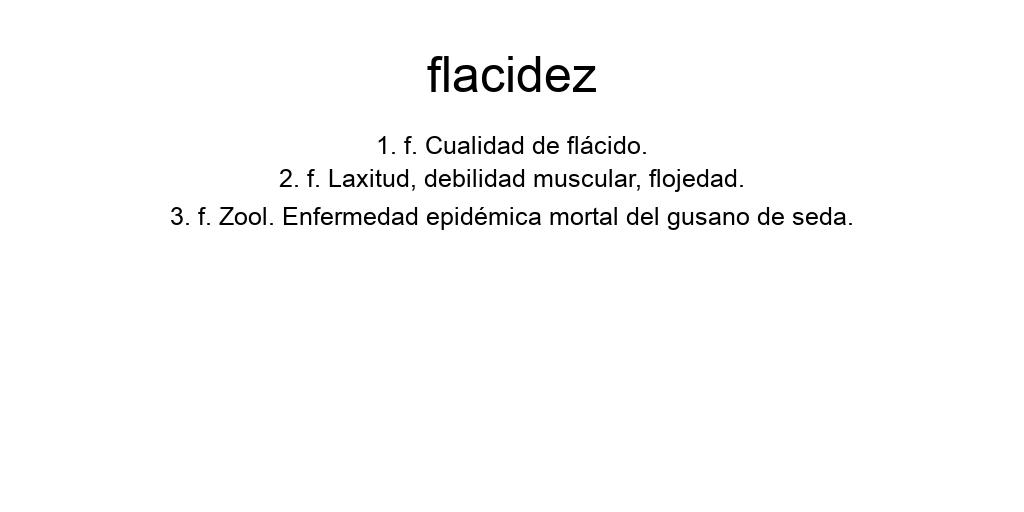 flacidez
1. f. Cualidad de flácido.
2. f. Laxitud, debilidad muscular, flojedad.
3. f. Zool. Enfermedad epidémica mortal del gusano de seda.